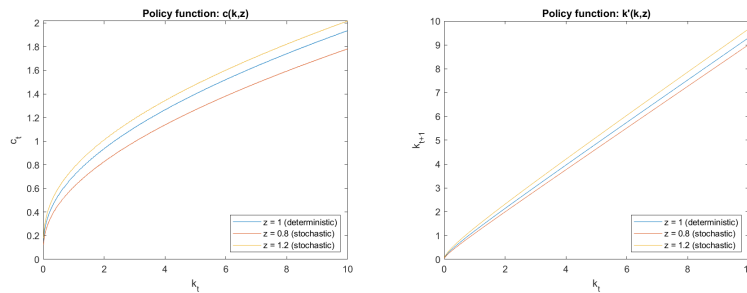 Policy function: c(k,z)
2
1.8
1.6
1.4
1.2
1
0.8
0.6
0.4
0.2
0
c_t
0 2 4 6 8 10
k_t
z = 1 (deterministic)
z = 0.8 (stochastic)
z = 1.2 (stochastic)
Policy function: k'(k,z)
10
9
8
7
6
5
4
3
2
1
0
k_{t+1}
0 2 4 6 8 10
k_t
z = 1 (deterministic)
z = 0.8 (stochastic)
z = 1.2 (stochastic)